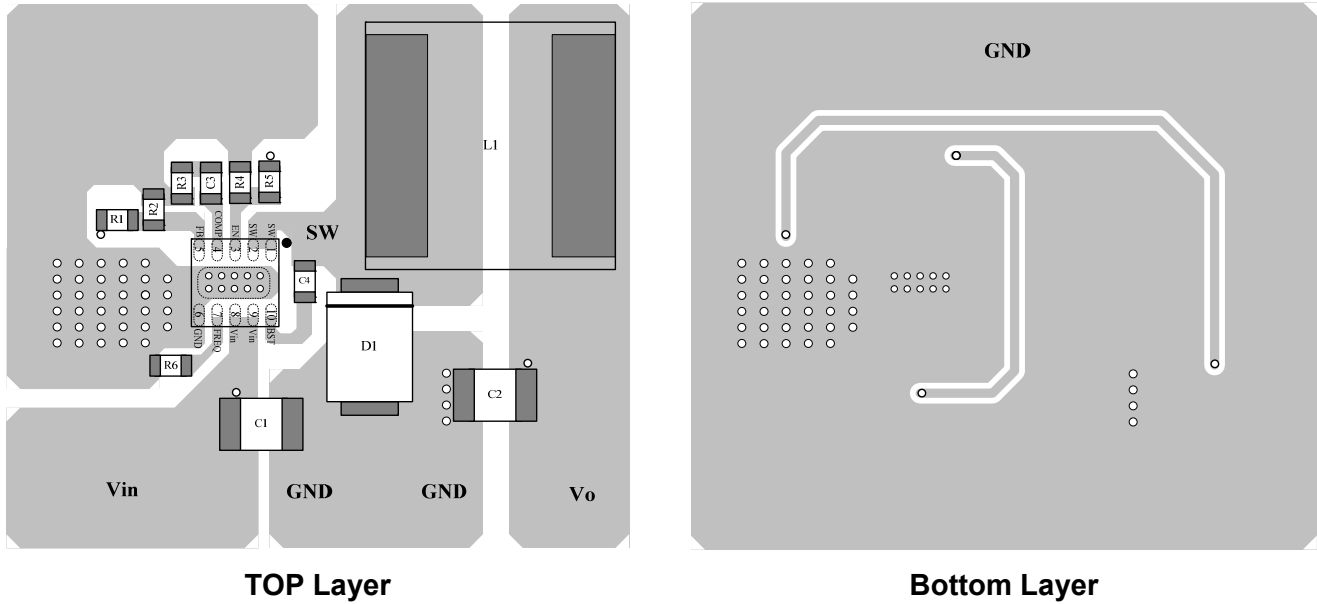 GND
L1
R3
C3
R4
R5
R2
R1
FB
COMP
EN
SW
SW
5
4
3
2
1
SW
C4
6
7
8
9
10
GND
FREQ
Vin
Vin
BST
D1
R6
C2
C1
Vin
GND
GND
Vo
TOP Layer
Bottom Layer